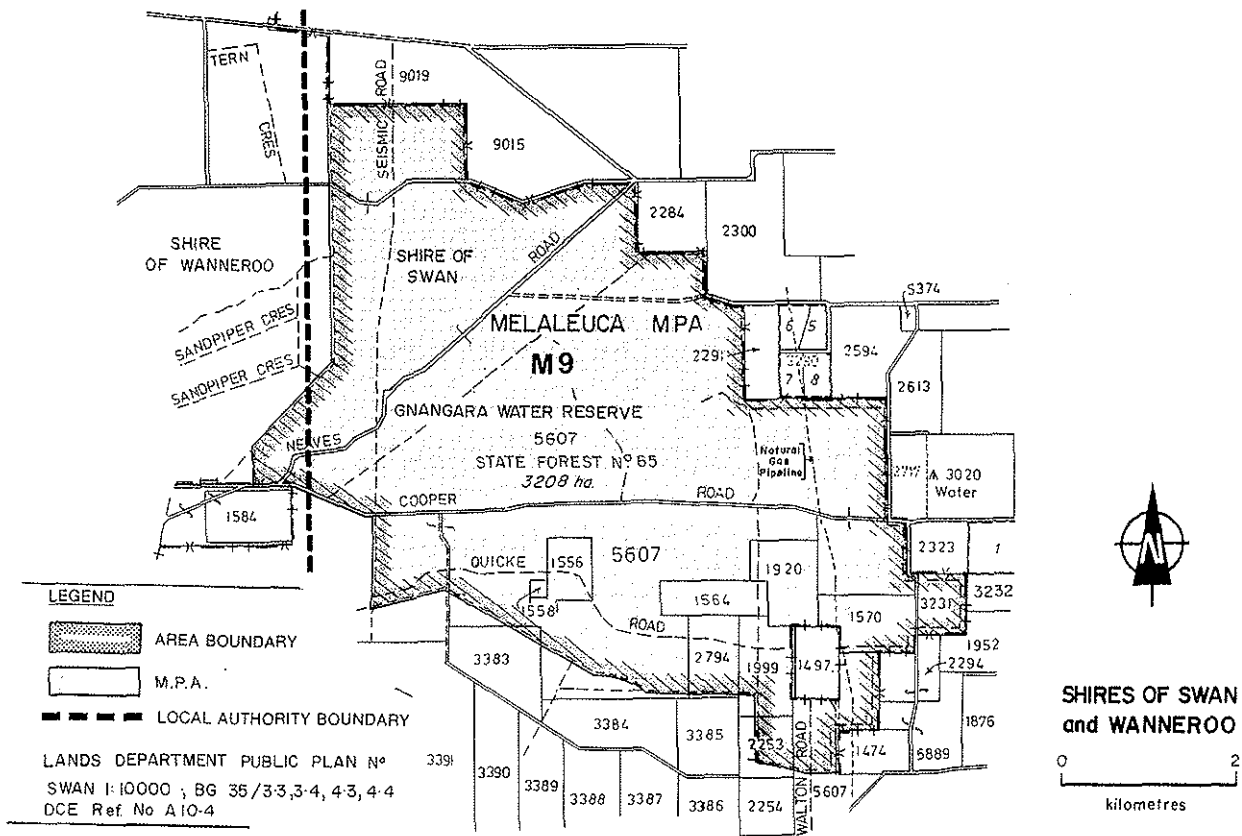 TERN
CRES
SEISMIC ROAD
9019
9015
SHIRE
OF WANNEROO
SHIRE OF
SWAN
ROAD
2284
2300
SANDPIPER CRES
SANDPIPER CRES
MELALEUCA MPA
M9
2291
6
5
3290
7
8
S374
2594
2613
GNANGARA WATER RESERVE
5607
STATE FOREST Nº 65
3208 ha.
NEAVES
Natural
Gas
Pipeline
2717
3020
Water
COOPER
ROAD
1584
QUICKE
1556
5607
1920
2323
1
1558
1564
1570
3231
3232
ROAD
1952
3383
2794
1999
1497
2294
3384
3385
2253
ROAD
1474
5889
1876
3391
3390
3389
3388
3387
3386
2254
WALTON
5607
LEGEND
AREA BOUNDARY
M.P.A.
LOCAL AUTHORITY BOUNDARY
LANDS DEPARTMENT PUBLIC PLAN Nº
SWAN 1:10000 ; BG 35/3·3,3·4, 4·3, 4·4
DCE Ref. No A10·4
N
SHIRES OF SWAN
and WANNEROO
0 2
kilometres